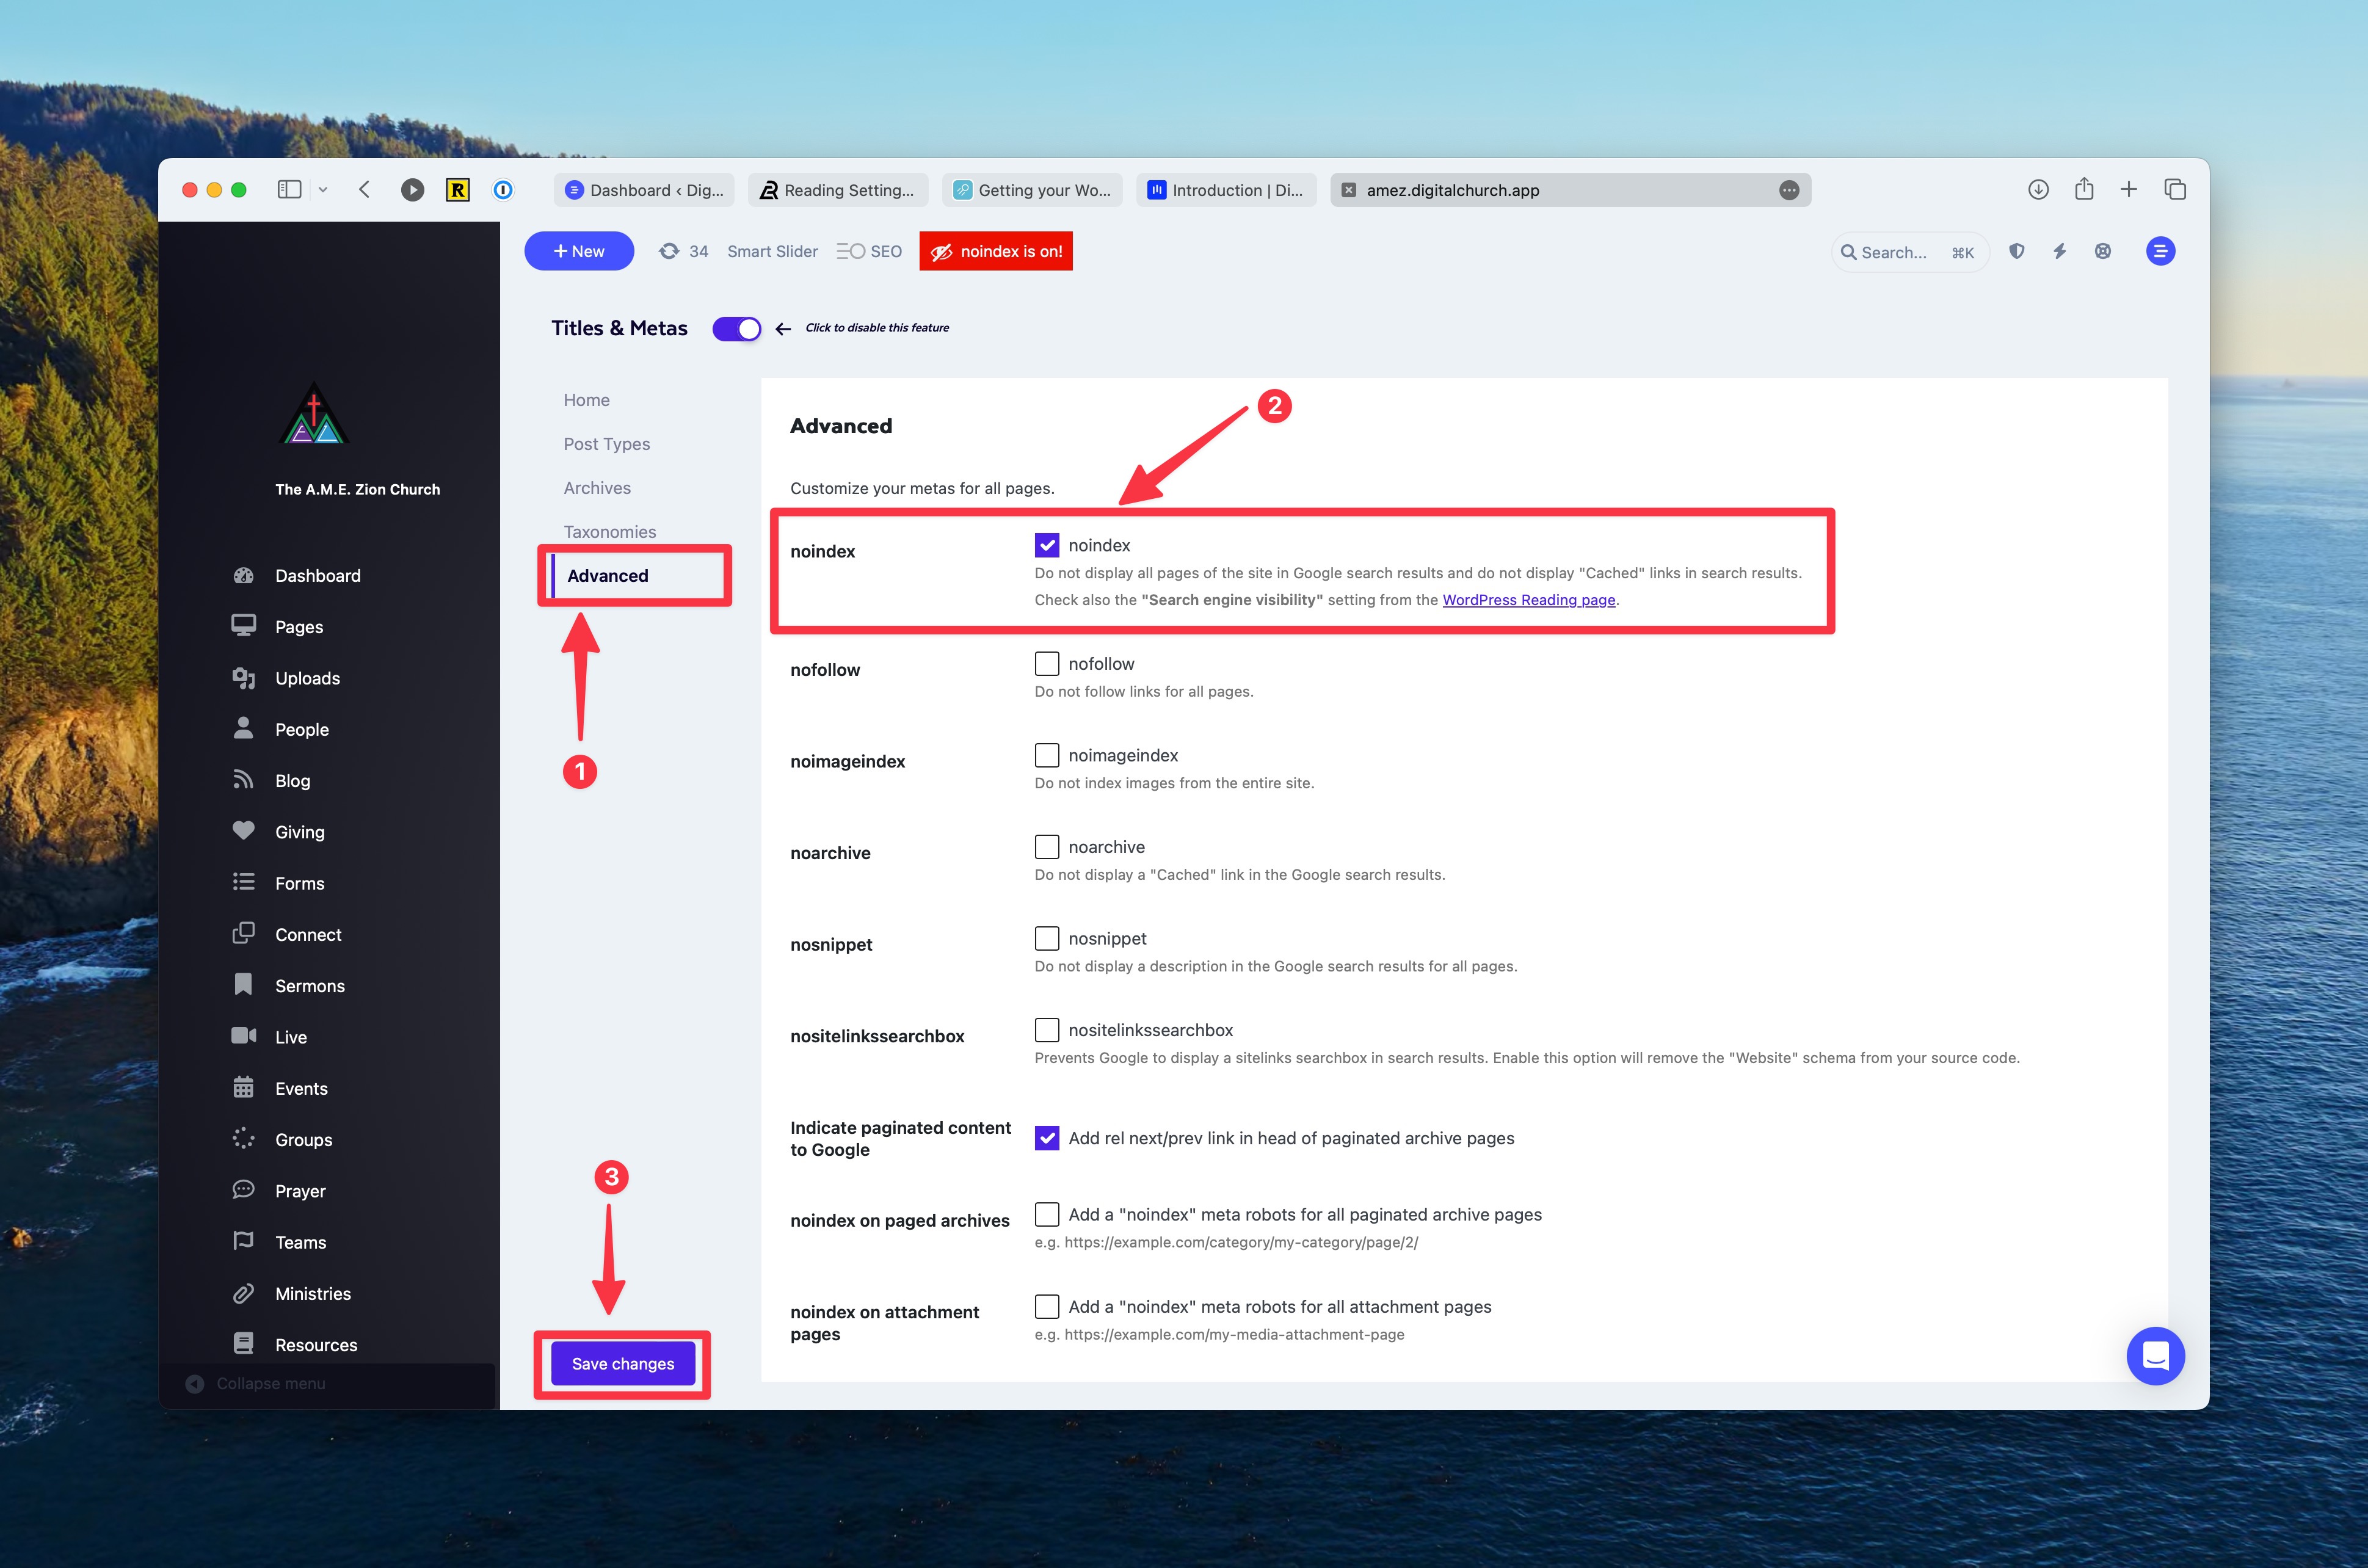 Dashboard ‹ Dig...
Reading Setting...
Getting your Wo...
Introduction | Di...
amez.digitalchurch.app
+ New
34
Smart Slider
SEO
noindex is on!
Search...
⌘K
Titles & Metas
Click to disable this feature
The A.M.E. Zion Church
Dashboard
Pages
Uploads
People
Blog
Giving
Forms
Connect
Sermons
Live
Events
Groups
Prayer
Teams
Ministries
Resources
Collapse menu
Home
Post Types
Archives
Taxonomies
Advanced
1
3
Save changes
Advanced
2
Customize your metas for all pages.
noindex
noindex
Do not display all pages of the site in Google search results and do not display "Cached" links in search results.
Check also the "Search engine visibility" setting from the WordPress Reading page.
nofollow
nofollow
Do not follow links for all pages.
noimageindex
noimageindex
Do not index images from the entire site.
noarchive
noarchive
Do not display a "Cached" link in the Google search results.
nosnippet
nosnippet
Do not display a description in the Google search results for all pages.
nositelinkssearchbox
nositelinkssearchbox
Prevents Google to display a sitelinks searchbox in search results. Enable this option will remove the "Website" schema from your source code.
Indicate paginated content
to Google
Add rel next/prev link in head of paginated archive pages
noindex on paged archives
Add a "noindex" meta robots for all paginated archive pages
e.g. https://example.com/category/my-category/page/2/
noindex on attachment
pages
Add a "noindex" meta robots for all attachment pages
e.g. https://example.com/my-media-attachment-page